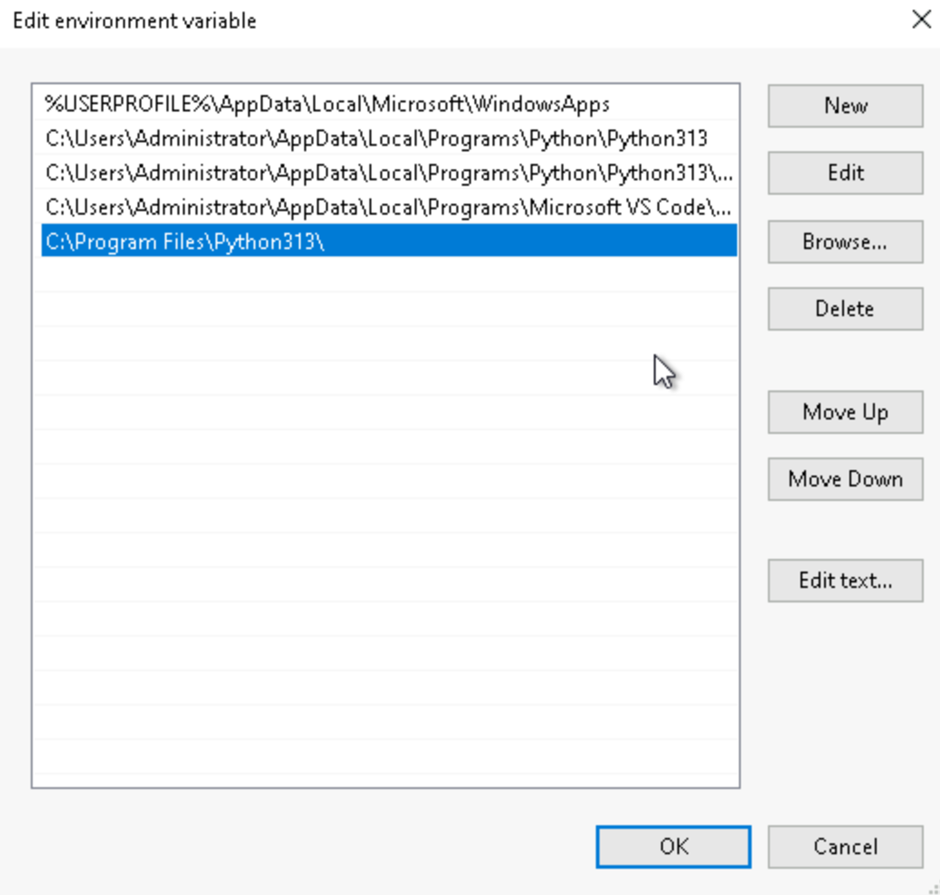 Edit environment variable
%USERPROFILE%\AppData\Local\Microsoft\WindowsApps
New
C:\Users\Administrator\AppData\Local\Programs\Python\Python313
C:\Users\Administrator\AppData\Local\Programs\Python\Python313\...
Edit
C:\Users\Administrator\AppData\Local\Programs\Microsoft VS Code\...
C:\Program Files\Python313\
Browse...
Delete
Move Up
Move Down
Edit text...
OK
Cancel